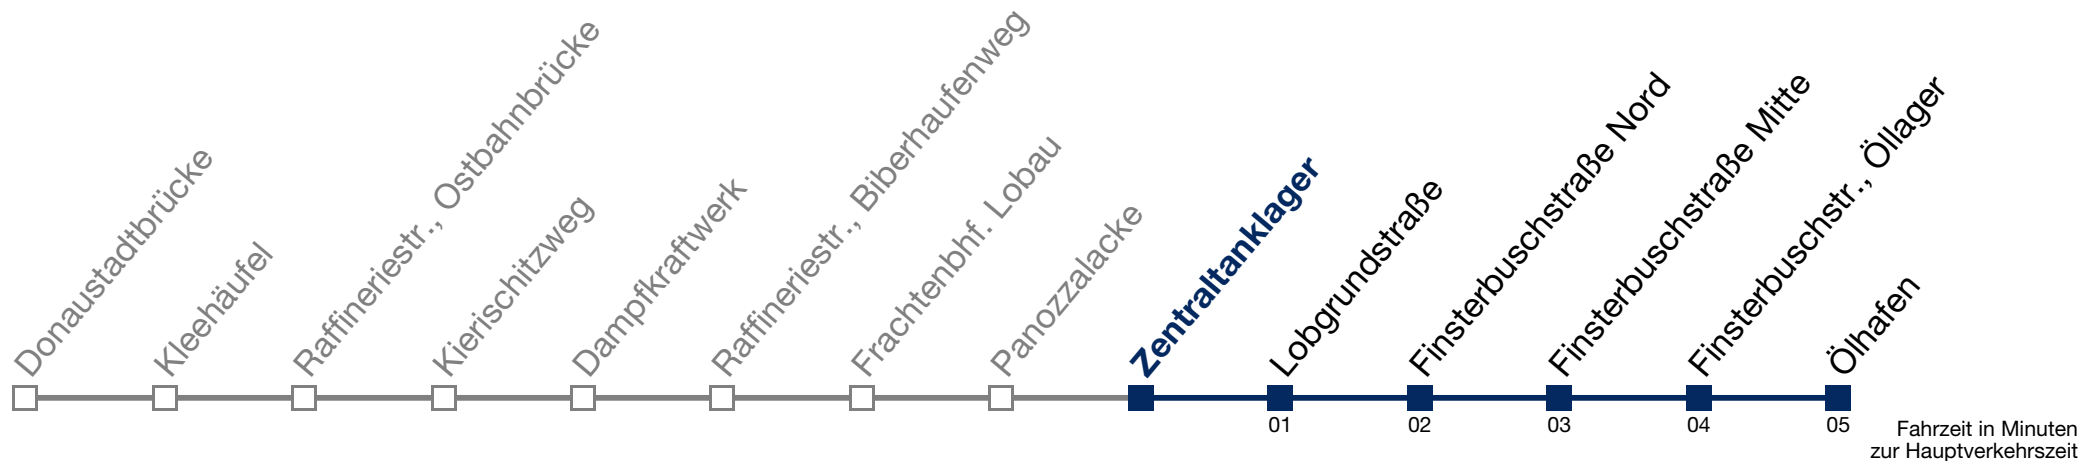 Donaustadtbrücke
Kleehäufel
Raffineriestr., Ostbahnbrücke
Kierischitzweg
Dampfkraftwerk
Raffineriestr., Biberhaufenweg
Frachtenbhf. Lobau
Panozzalacke
Zentraltanklager
Lobgrundstraße
Finsterbuschstraße Nord
Finsterbuschstraße Mitte
Finsterbuschstr., Öllager
Ölhafen
01 02 03 04 05
Fahrzeit in Minuten
zur Hauptverkehrszeit